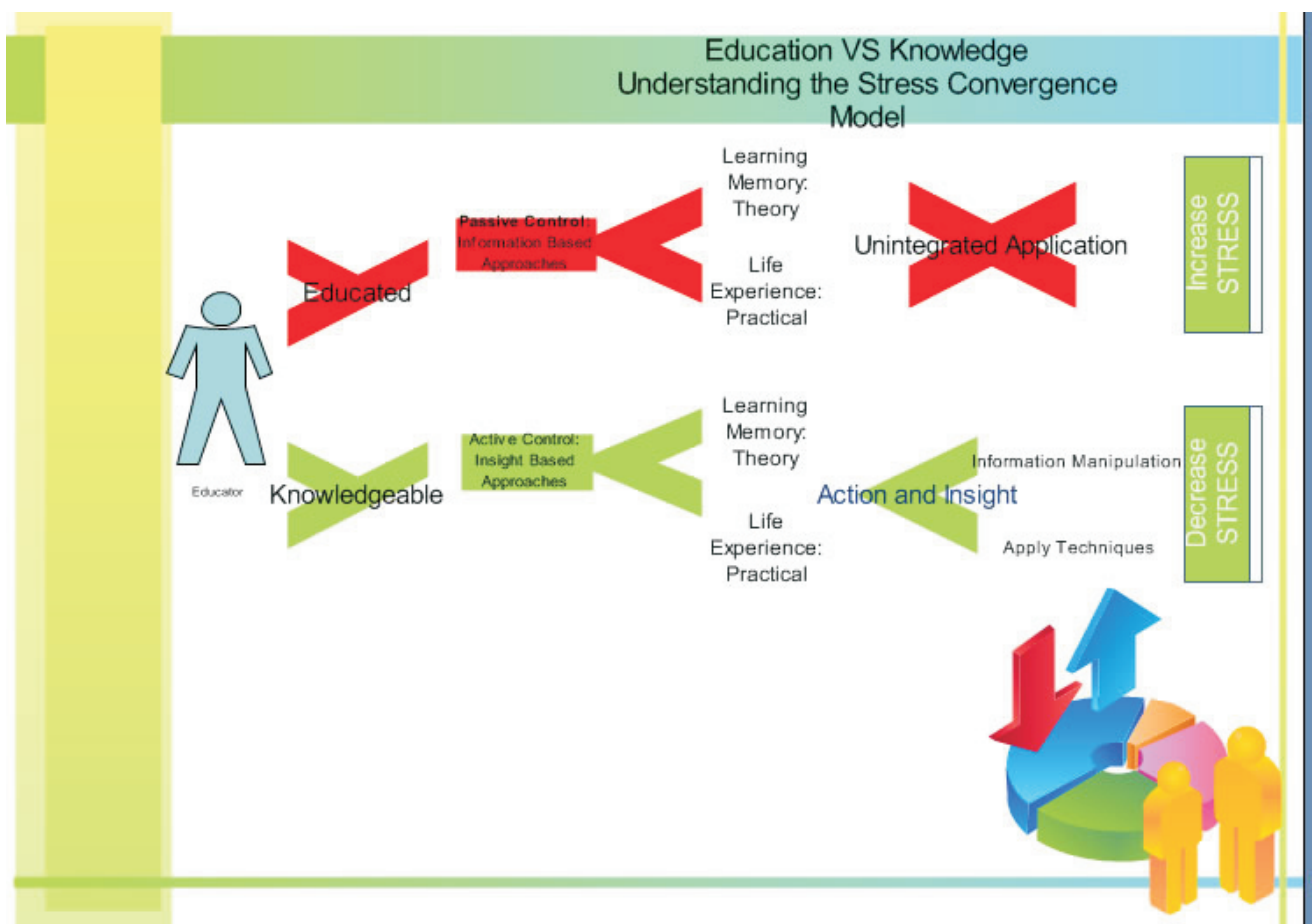 Education VS Knowledge
Understanding the Stress Convergence
Model
Educated
Passive Control:
Information Based
Approaches
Learning
Memory:
Theory
Life
Experience:
Practical
Unintegrated Application
Increase
STRESS
Educator
Knowledgeable
Active Control:
Insight Based
Approaches
Learning
Memory:
Theory
Life
Experience:
Practical
Action and Insight
Information Manipulation
Apply Techniques
Decrease
STRESS